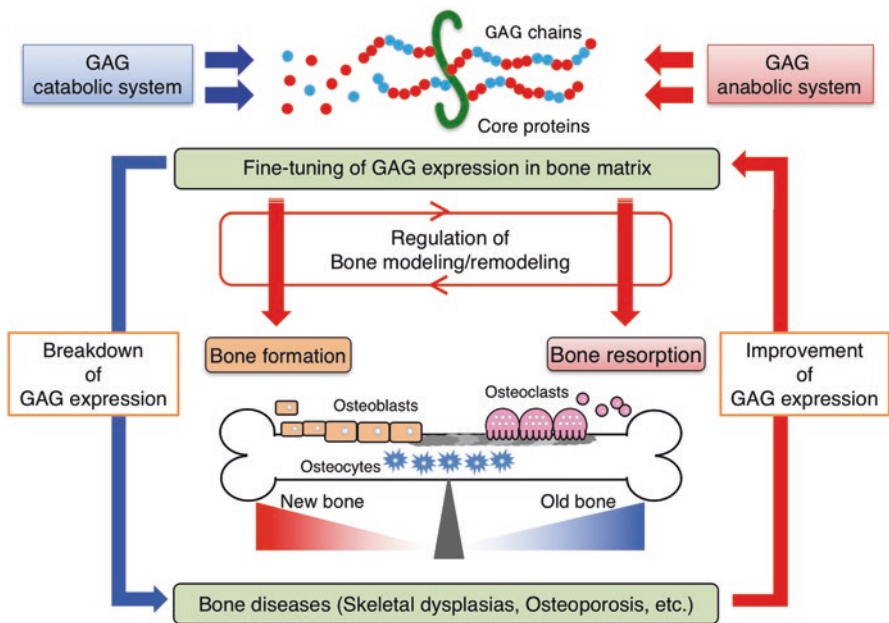 GAG
catabolic system
GAG chains
Core proteins
GAG
anabolic system
Fine-tuning of GAG expression in bone matrix
Regulation of
Bone modeling/remodeling
Breakdown
of
GAG expression
Bone formation
Bone resorption
Improvement
of
GAG expression
Osteoblasts
Osteoclasts
Osteocytes
New bone
Old bone
Bone diseases (Skeletal dysplasias, Osteoporosis, etc.)